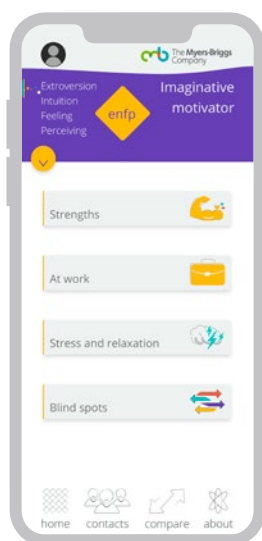 The Myers-Briggs
Company
Extroversion
Intuition
Feeling
Perceiving
enfp
Imaginative
motivator
Strengths
At work
Stress and relaxation
Blind spots
home contacts compare about